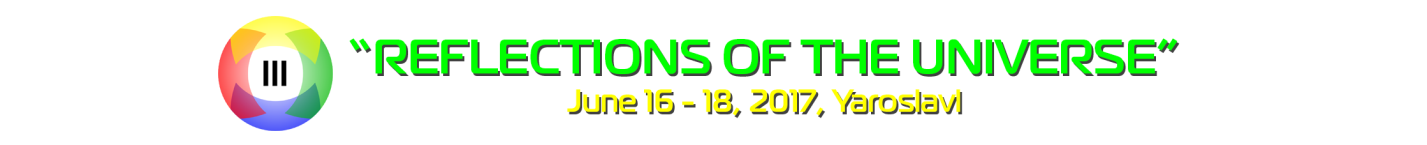 III
“REFLECTIONS OF THE UNIVERSE”
June 16 - 18, 2017, Yaroslavl